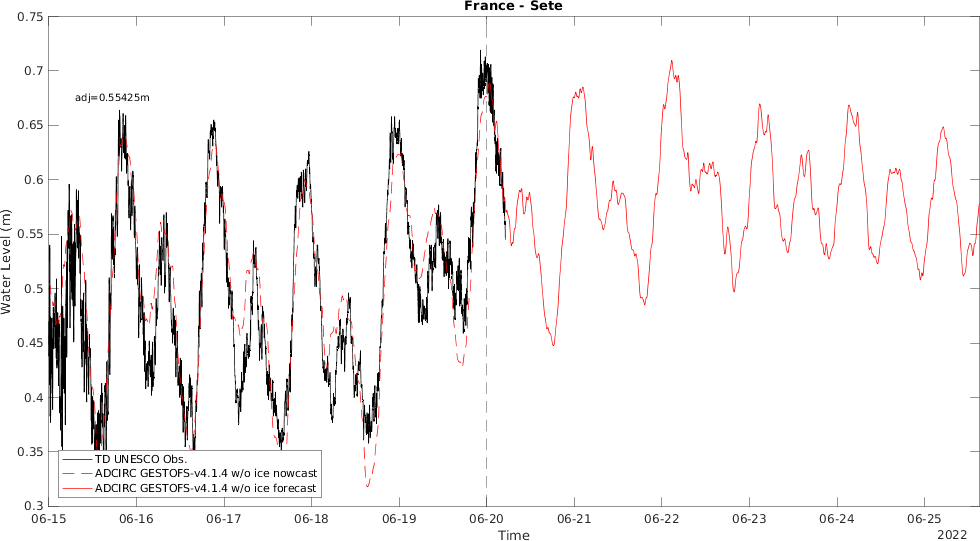 France - Sete
0.75
0.7
0.65
0.6
0.55
0.5
0.45
0.4
0.35
0.3
Water Level (m)
adj=0.55425m
TD UNESCO Obs.
ADCIRC GESTOFS-v4.1.4 w/o ice nowcast
ADCIRC GESTOFS-v4.1.4 w/o ice forecast
06-15 06-16 06-17 06-18 06-19 06-20 06-21 06-22 06-23 06-24 06-25
Time
2022